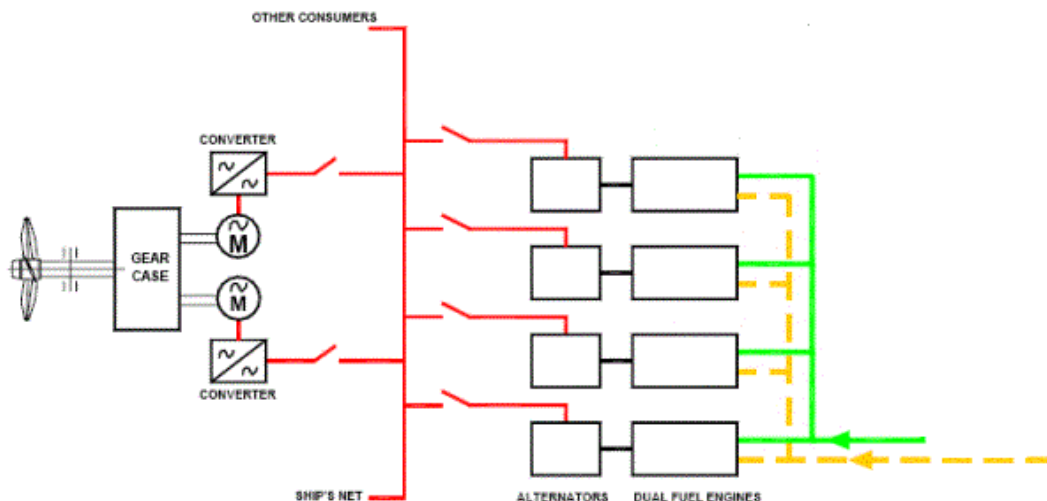 OTHER CONSUMERS
CONVERTER
M
GEAR
CASE
M
CONVERTER
SHIP'S NET
ALTERNATORS
DUAL FUEL ENGINES